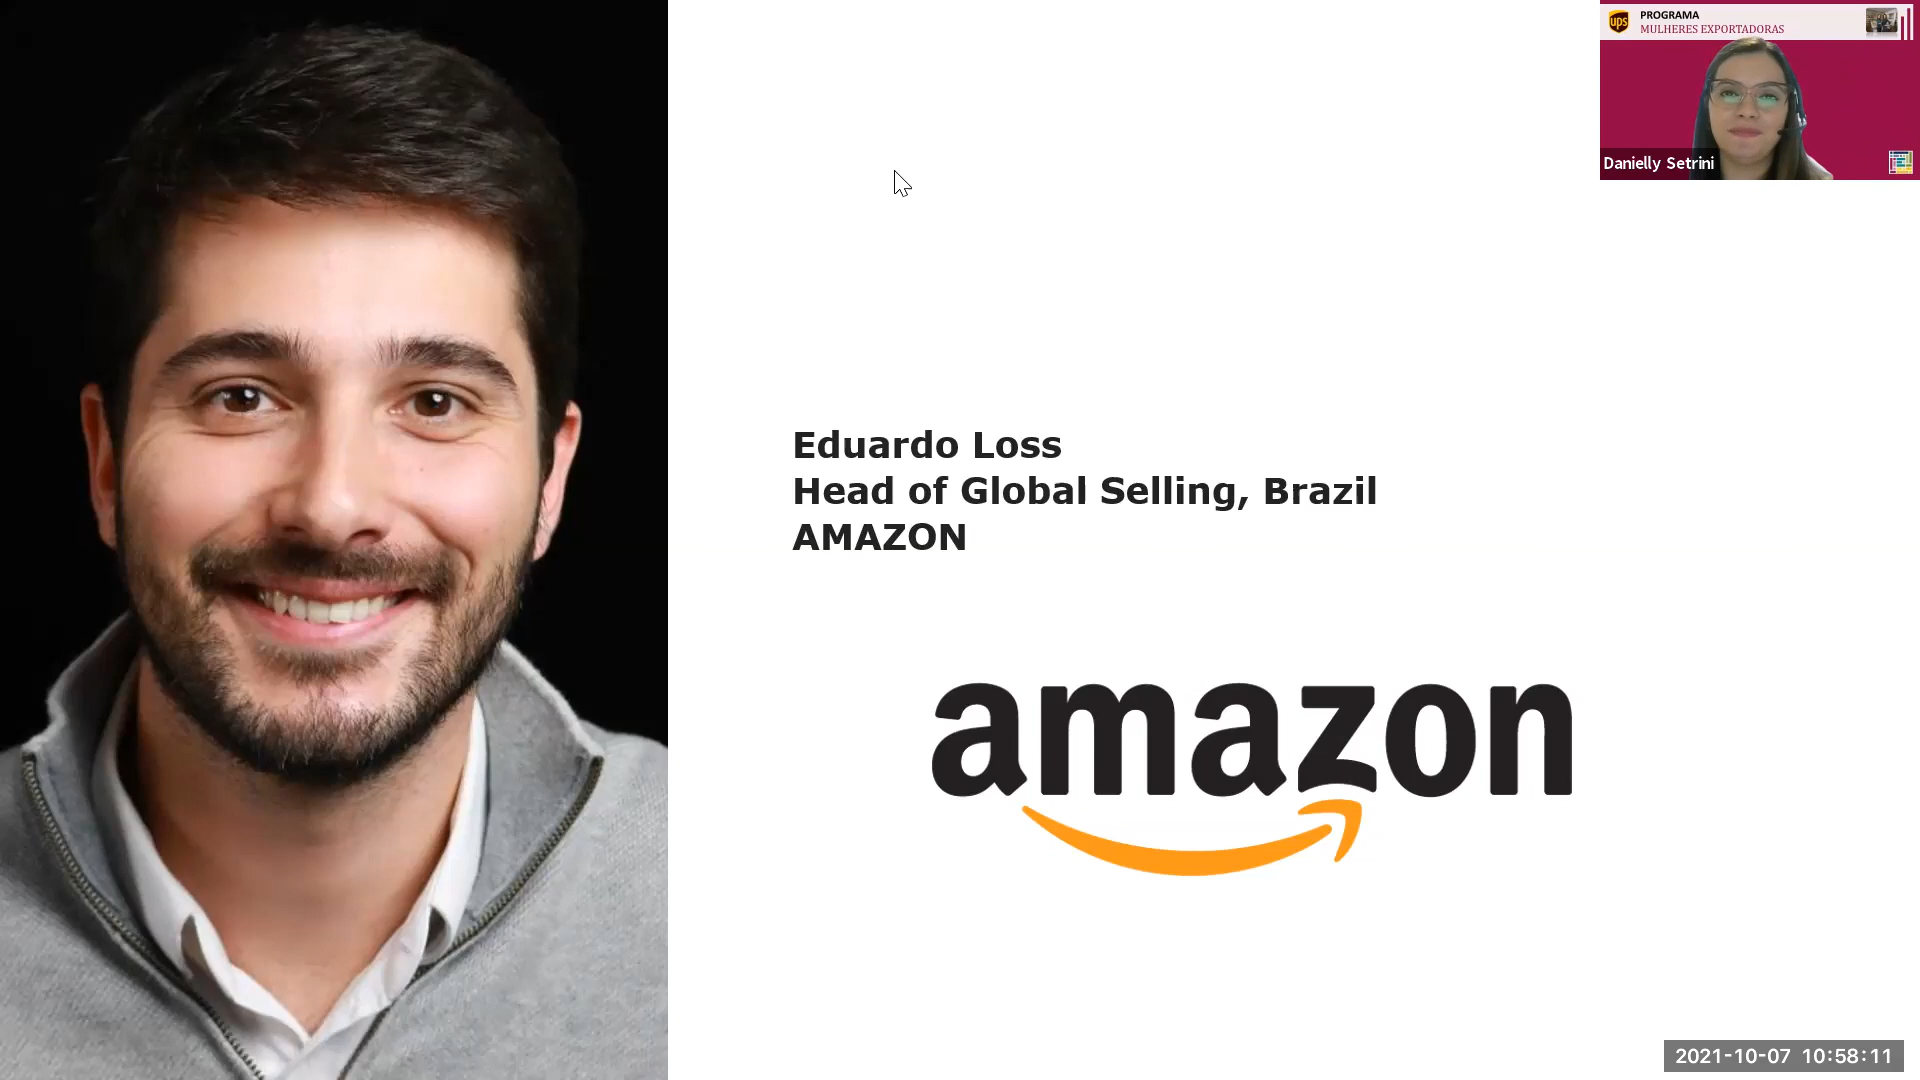 ups
PROGRAMA
MULHERES EXPORTADORAS
Danielly Setrini
Eduardo Loss
Head of Global Selling, Brazil
AMAZON
amazon
2021-10-07 10:58:11